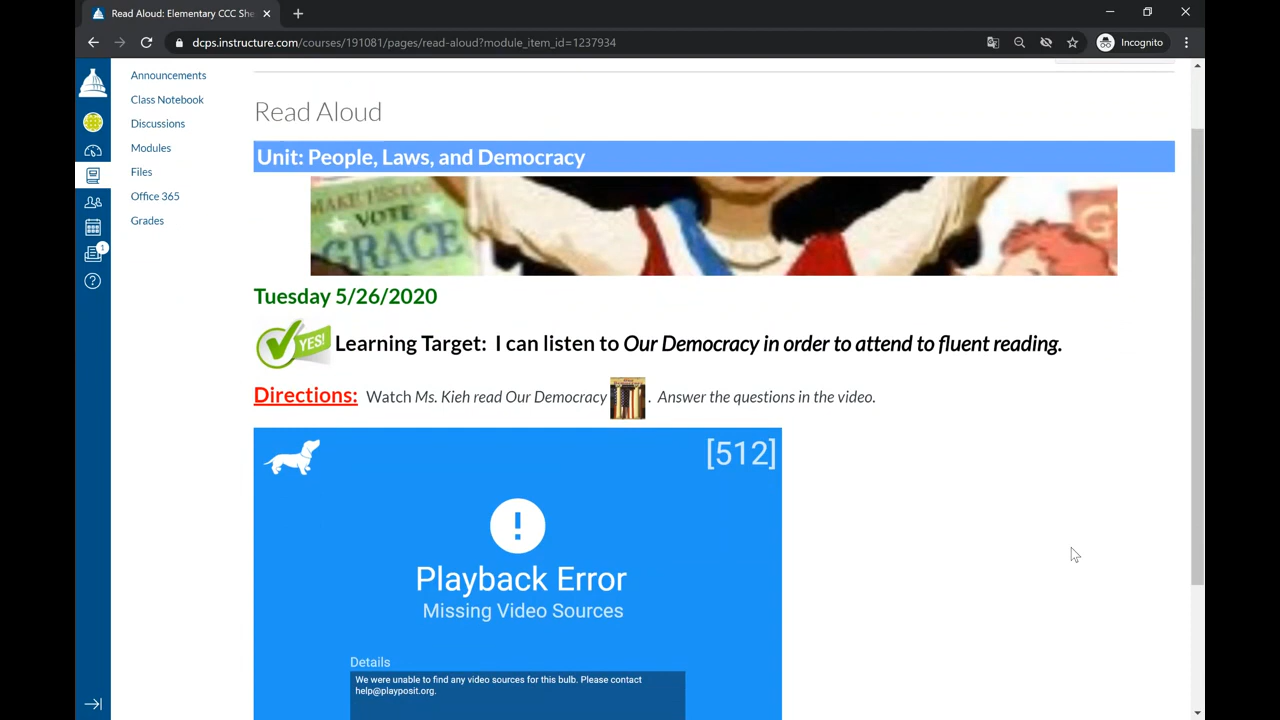 Read Aloud: Elementary CCC She
dcps.instructure.com/courses/191081/pages/read-aloud?module_item_id=1237934
Incognito
Announcements
Class Notebook
Discussions
Modules
Files
Office 365
Grades
1
Read Aloud
Unit: People, Laws, and Democracy
MAKE HISTO
VOTE
GRACE
G
Tuesday 5/26/2020
YES!
Learning Target: I can listen to Our Democracy in order to attend to fluent reading.
Directions: Watch Ms. Kieh read Our Democracy . Answer the questions in the video.
[512]
!
Playback Error
Missing Video Sources
Details
We were unable to find any video sources for this bulb. Please contact
help@playposit.org.